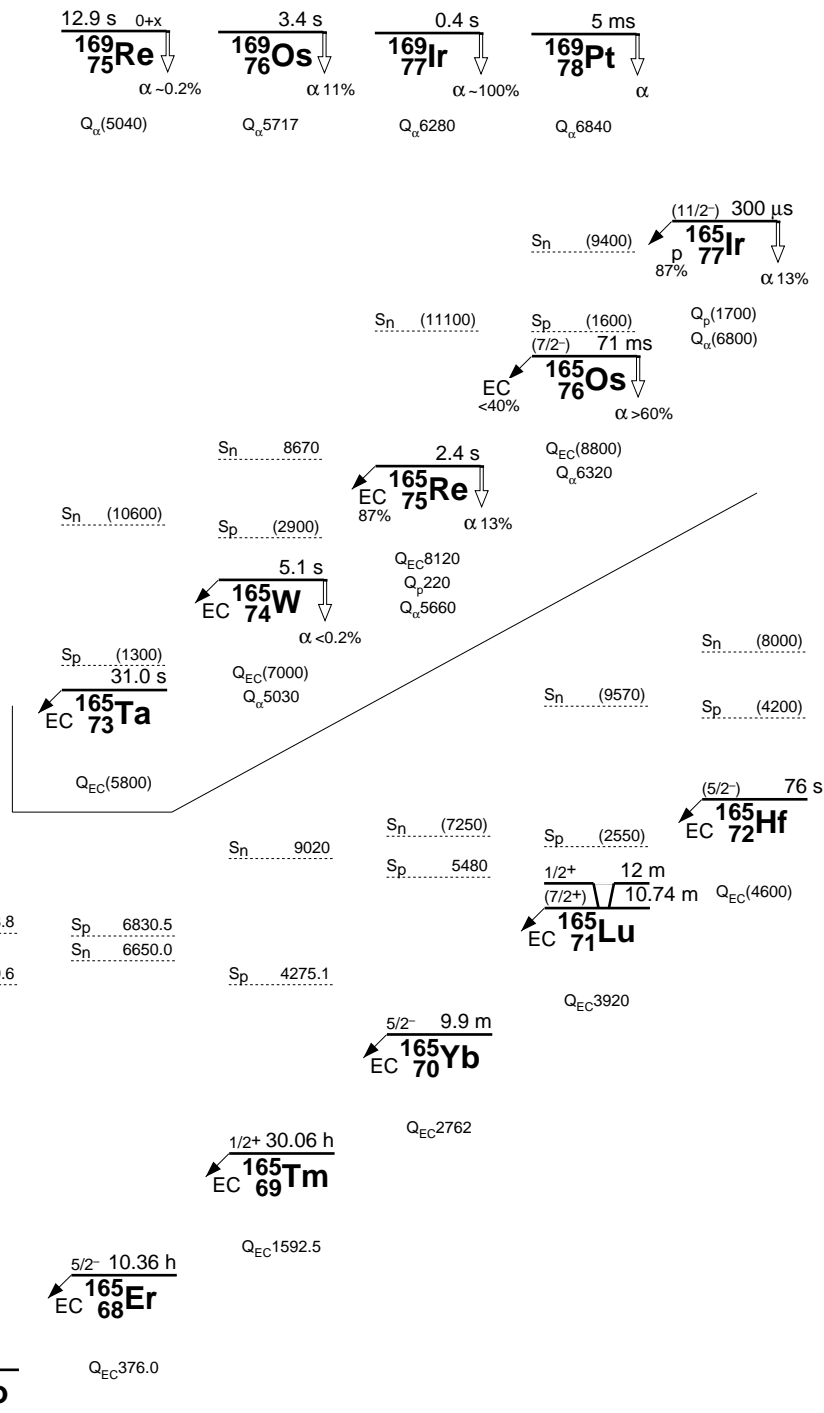 12.9 s 0+x
169
75Re
α ~0.2%
Qα(5040)
3.4 s
169
76Os
α 11%
Qα5717
0.4 s
169
77Ir
α ~100%
Qα6280
5 ms
169
78Pt
α
Qα6840
(11/2–) 300 μs
165
77Ir
p
87%
α 13%
Qp(1700)
Qα(6800)
Sn (9400)
Sp (1600)
(7/2–) 71 ms
165
76Os
EC
<40%
α >60%
QEC(8800)
Qα6320
Sn (11100)
2.4 s
165
75Re
EC
87%
α 13%
QEC8120
Qp220
Qα5660
Sn 8670
Sp (2900)
5.1 s
165
74W
EC
α <0.2%
QEC(7000)
Qα5030
Sn (10600)
Sp (1300)
31.0 s
165
73Ta
EC
QEC(5800)
Sn (8000)
Sp (4200)
(5/2–) 76 s
165
72Hf
EC
QEC(4600)
Sn (9570)
Sp (2550)
1/2+ 12 m
(7/2+) 10.74 m
165
71Lu
EC
QEC3920
Sn (7250)
Sp 5480
5/2– 9.9 m
165
70Yb
EC
QEC2762
Sn 9020
Sp 4275.1
1/2+ 30.06 h
165
69Tm
EC
QEC1592.5
Sp 6830.5
Sn 6650.0
5/2– 10.36 h
165
68Er
EC
QEC376.0